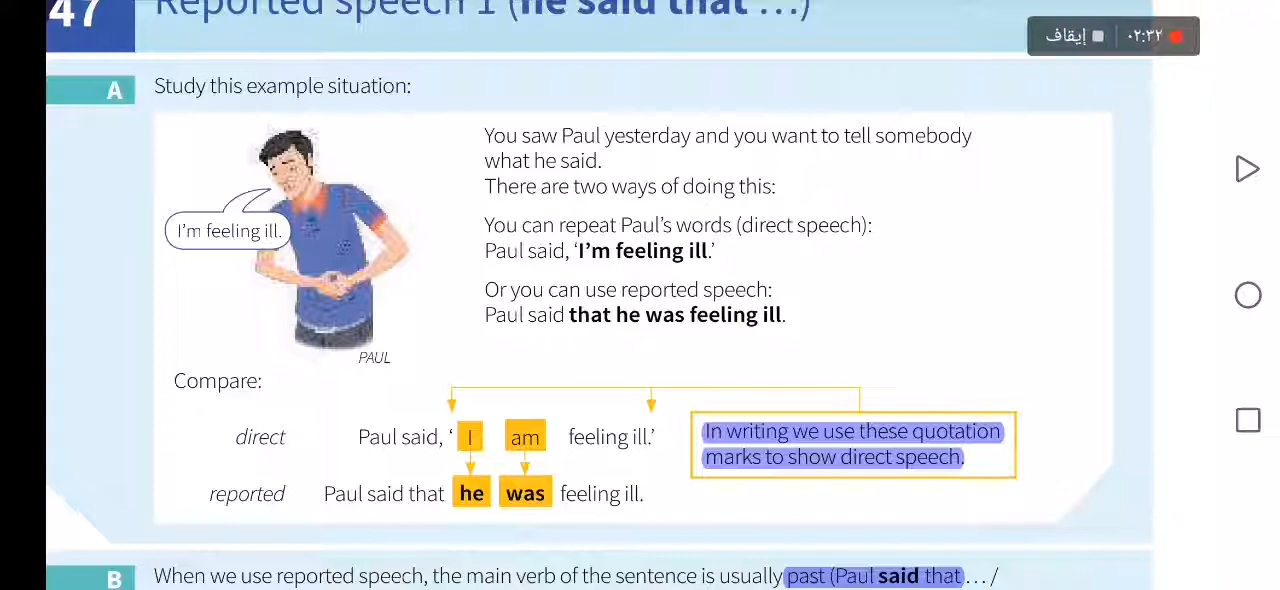 47 Reported speech 1 (he said that …)
إيقاف ٠٢:٣٢
A Study this example situation:
You saw Paul yesterday and you want to tell somebody
what he said.
There are two ways of doing this:
I’m feeling ill.
You can repeat Paul’s words (direct speech):
Paul said, ‘I’m feeling ill.’
Or you can use reported speech:
Paul said that he was feeling ill.
PAUL
Compare:
direct Paul said, ‘ I am feeling ill.’
In writing we use these quotation
marks to show direct speech.
reported Paul said that he was feeling ill.
B When we use reported speech, the main verb of the sentence is usually past (Paul said that … /